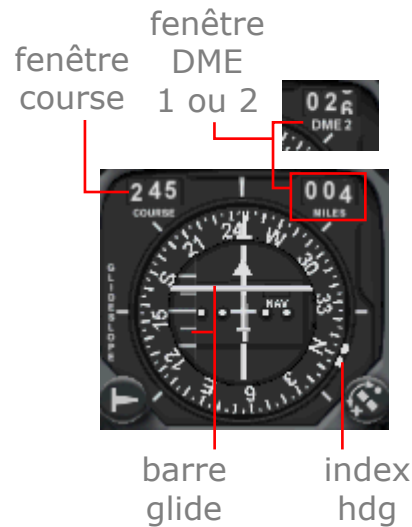 fenêtre
DME
1 ou 2
fenêtre
course
DME 2
245
COURSE
004
MILES
GLIDESLOPE
24
W
30
33
N
3
6
E
12
15
S
21
NAV
barre
glide
index
hdg